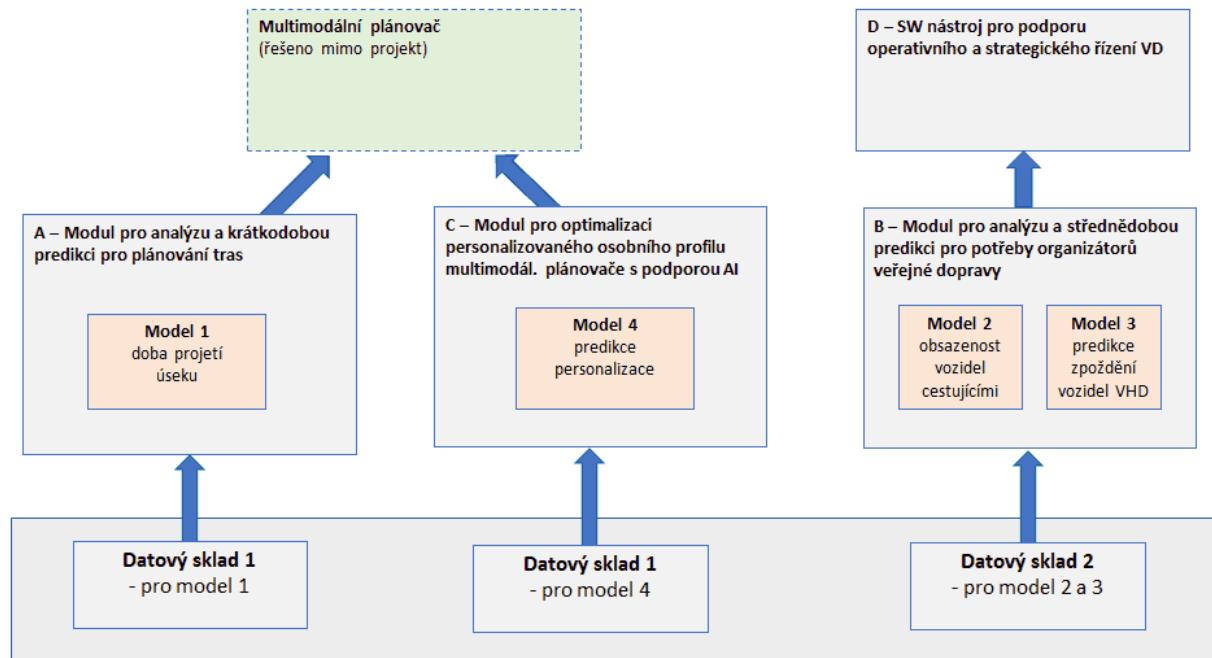 Multimodální plánovač
(řešeno mimo projekt)
D – SW nástroj pro podporu
operativního a strategického řízení VD
A – Modul pro analýzu a krátkodobou
predikci pro plánování tras
Model 1
doba projetí
úseku
C – Modul pro optimalizaci
personalizovaného osobního profilu
multimodál. plánovače s podporou AI
Model 4
predikce
personalizace
B – Modul pro analýzu a střednědobou
predikci pro potřeby organizátorů
veřejné dopravy
Model 2
obsazenost
vozidel
cestujícími
Model 3
predikce
zpoždění
vozidel VHD
Datový sklad 1
- pro model 1
Datový sklad 1
- pro model 4
Datový sklad 2
- pro model 2 a 3